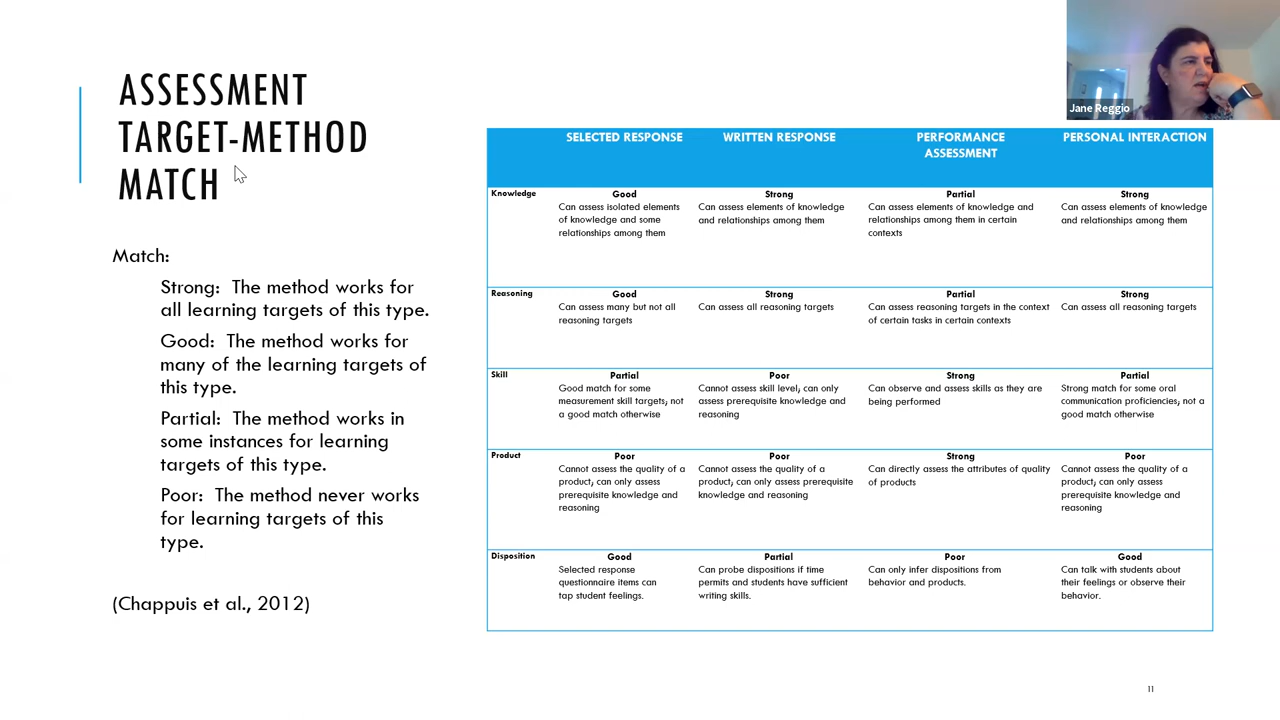 ASSESSMENT
TARGET-METHOD
MATCH
Match:
Strong: The method works for
all learning targets of this type.
Good: The method works for
many of the learning targets of
this type.
Partial: The method works in
some instances for learning
targets of this type.
Poor: The method never works
for learning targets of this
type.
(Chappuis et al., 2012)
Jane Reggio
SELECTED RESPONSE
WRITTEN RESPONSE
PERFORMANCE
ASSESSMENT
PERSONAL INTERACTION
Knowledge
Good
Can assess isolated elements
of knowledge and some
relationships among them
Strong
Can assess elements of knowledge
and relationships among them
Partial
Can assess elements of knowledge and
relationships among them in certain
contexts
Strong
Can assess elements of knowledge
and relationships among them
Reasoning
Good
Can assess many but not all
reasoning targets
Strong
Can assess all reasoning targets
Partial
Can assess reasoning targets in the context
of certain tasks in certain contexts
Strong
Can assess all reasoning targets
Skill
Partial
Good match for some
measurement skill targets; not
a good match otherwise
Poor
Cannot assess skill level; can only
assess prerequisite knowledge and
reasoning
Strong
Can observe and assess skills as they are
being performed
Partial
Strong match for some oral
communication proficiencies; not a
good match otherwise
Product
Poor
Cannot assess the quality of a
product; can only assess
prerequisite knowledge and
reasoning
Poor
Cannot assess the quality of a
product; can only assess prerequisite
knowledge and reasoning
Strong
Can directly assess the attributes of quality
of products
Poor
Cannot assess the quality of a
product; can only assess
prerequisite knowledge and
reasoning
Disposition
Good
Selected response
questionnaire items can
tap student feelings.
Partial
Can probe dispositions if time
permits and students have sufficient
writing skills.
Poor
Can only infer dispositions from
behavior and products.
Good
Can talk with students about
their feelings or observe their
behavior.
11